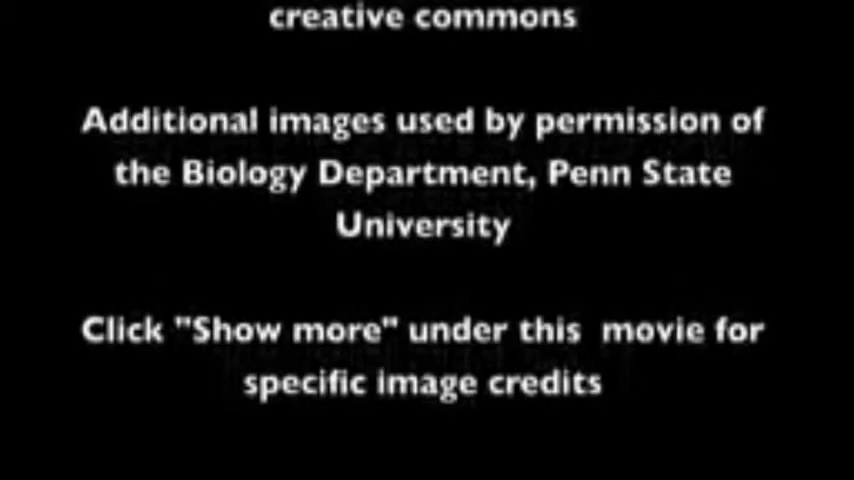 creative commons
Additional images used by permission of
the Biology Department, Penn State
University
Click "Show more" under this movie for
specific image credits